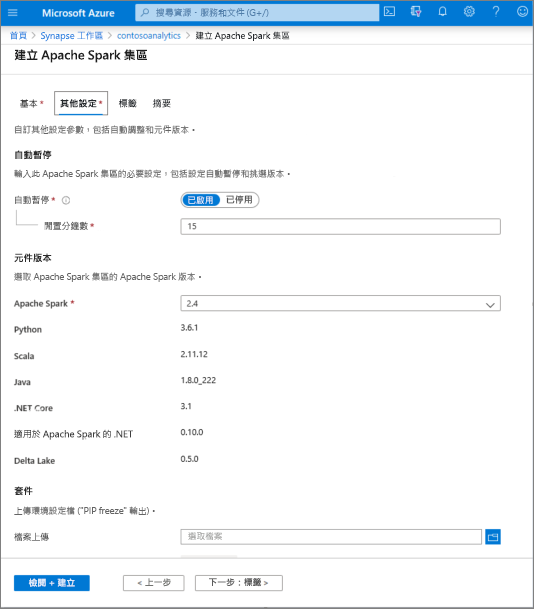 Microsoft Azure
搜尋資源、服務和文件 (G+/)
首頁 > Synapse 工作區 > contosoanalytics > 建立 Apache Spark 集區
建立 Apache Spark 集區
基本 * 其他設定 * 標籤 摘要
自訂其他設定參數，包括自動調整和元件版本。
自動暫停
輸入此 Apache Spark 集區的必要設定，包括設定自動暫停和挑選版本。
自動暫停 * 已啟用 已停用
閒置分鐘數 * 15
元件版本
選取 Apache Spark 集區的 Apache Spark 版本。
Apache Spark * 2.4
Python 3.6.1
Scala 2.11.12
Java 1.8.0_222
.NET Core 3.1
適用於 Apache Spark 的 .NET 0.10.0
Delta Lake 0.5.0
套件
上傳環境設定檔 ("PIP freeze" 輸出)。
檔案上傳 選取檔案
檢閱 + 建立 < 上一步 下一步：標籤 >